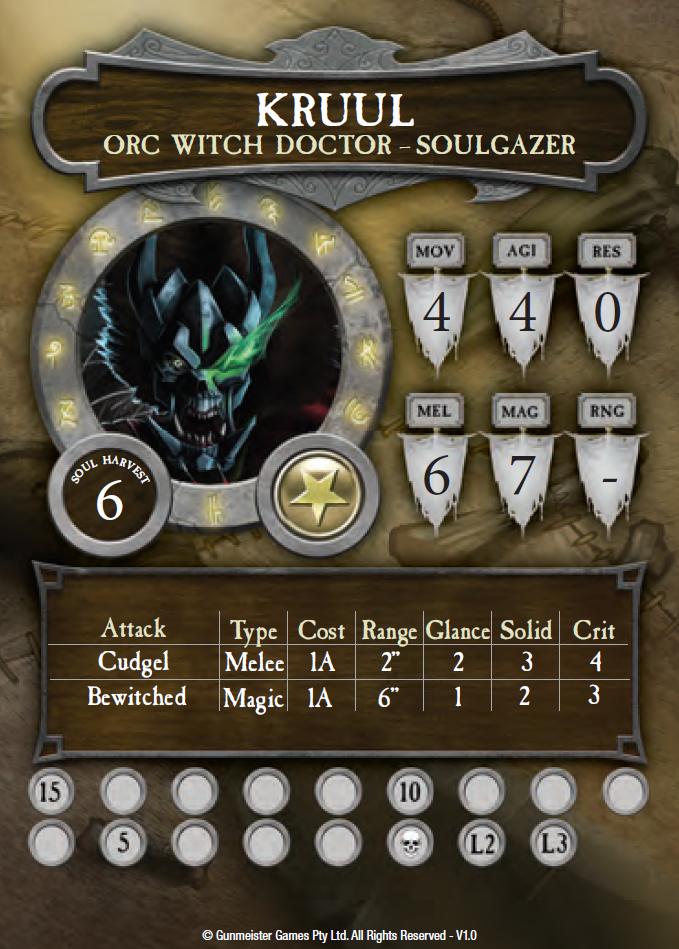 KRUUL
ORC WITCH DOCTOR – SOULGAZER
MOV AGI RES
4 4 0
MEL MAG RNG
6 7 -
SOUL HARVEST
6
Attack Type Cost Range Glance Solid Crit
Cudgel Melee 1A 2” 2 3 4
Bewitched Magic 1A 6” 1 2 3
15 10
5 L2 L3
© Gunmeister Games Pty Ltd. All Rights Reserved - V1.0